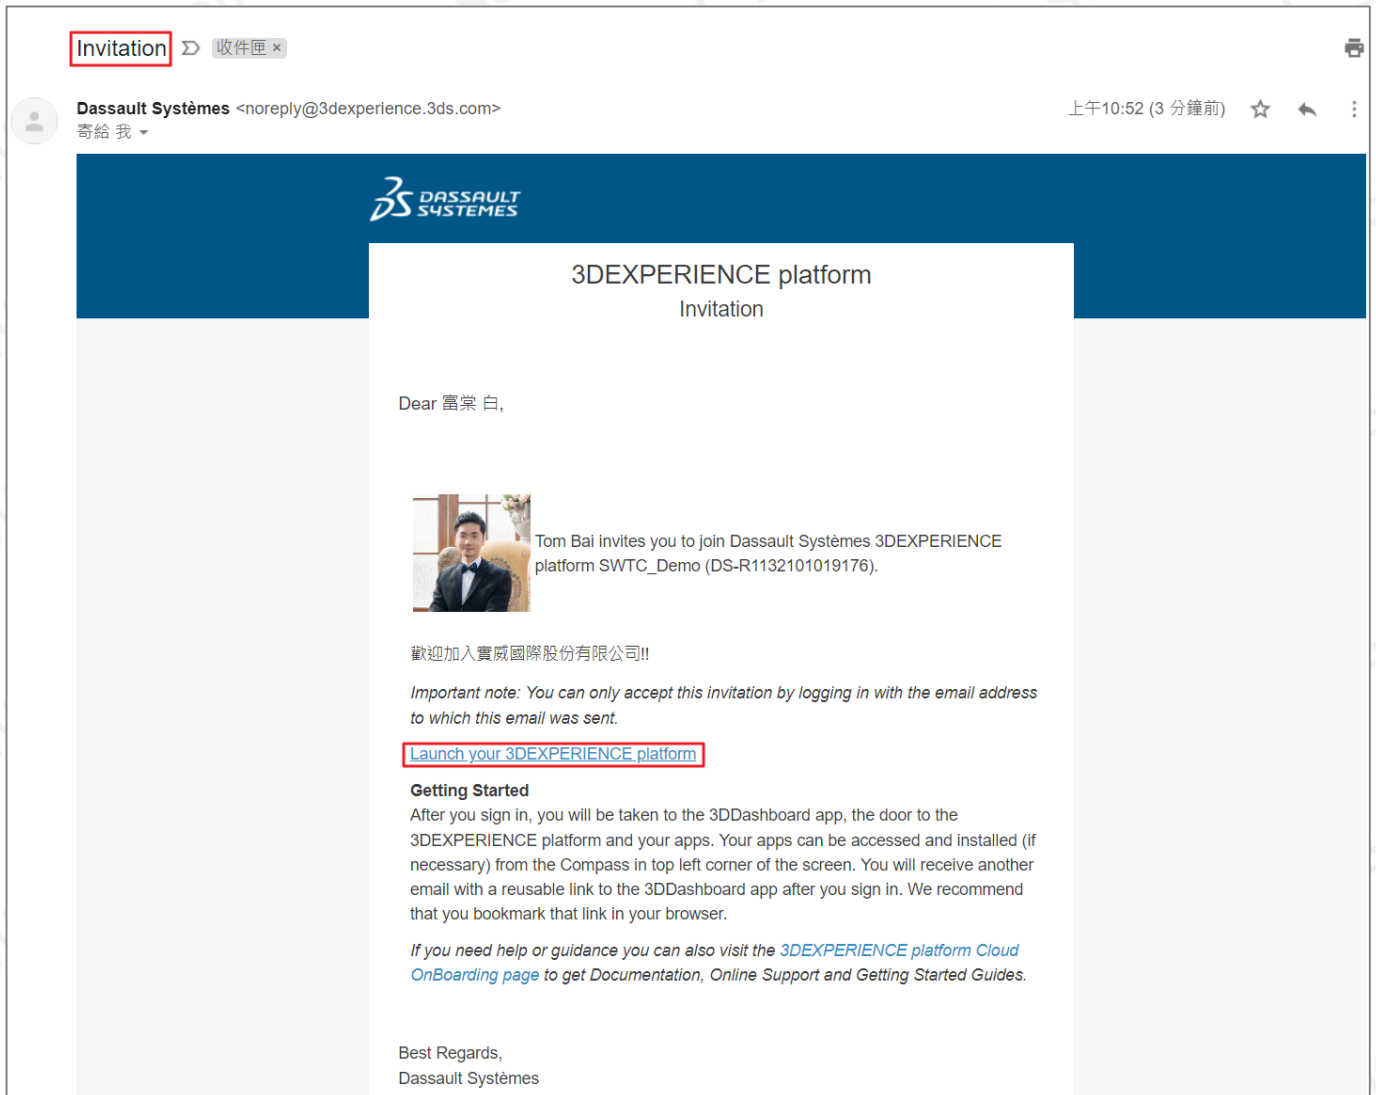 Invitation 收件匣 ×
Dassault Systèmes <noreply@3dexperience.3ds.com> 上午10:52 (3 分鐘前)
寄給 我
DASSAULT
SYSTEMES
3DEXPERIENCE platform
Invitation
Dear 富棠 白,
Tom Bai invites you to join Dassault Systèmes 3DEXPERIENCE
platform SWTC_Demo (DS-R1132101019176).
歡迎加入實威國際股份有限公司!!
Important note: You can only accept this invitation by logging in with the email address
to which this email was sent.
Launch your 3DEXPERIENCE platform
Getting Started
After you sign in, you will be taken to the 3DDashboard app, the door to the
3DEXPERIENCE platform and your apps. Your apps can be accessed and installed (if
necessary) from the Compass in top left corner of the screen. You will receive another
email with a reusable link to the 3DDashboard app after you sign in. We recommend
that you bookmark that link in your browser.
If you need help or guidance you can also visit the 3DEXPERIENCE platform Cloud
OnBoarding page to get Documentation, Online Support and Getting Started Guides.
Best Regards,
Dassault Systèmes